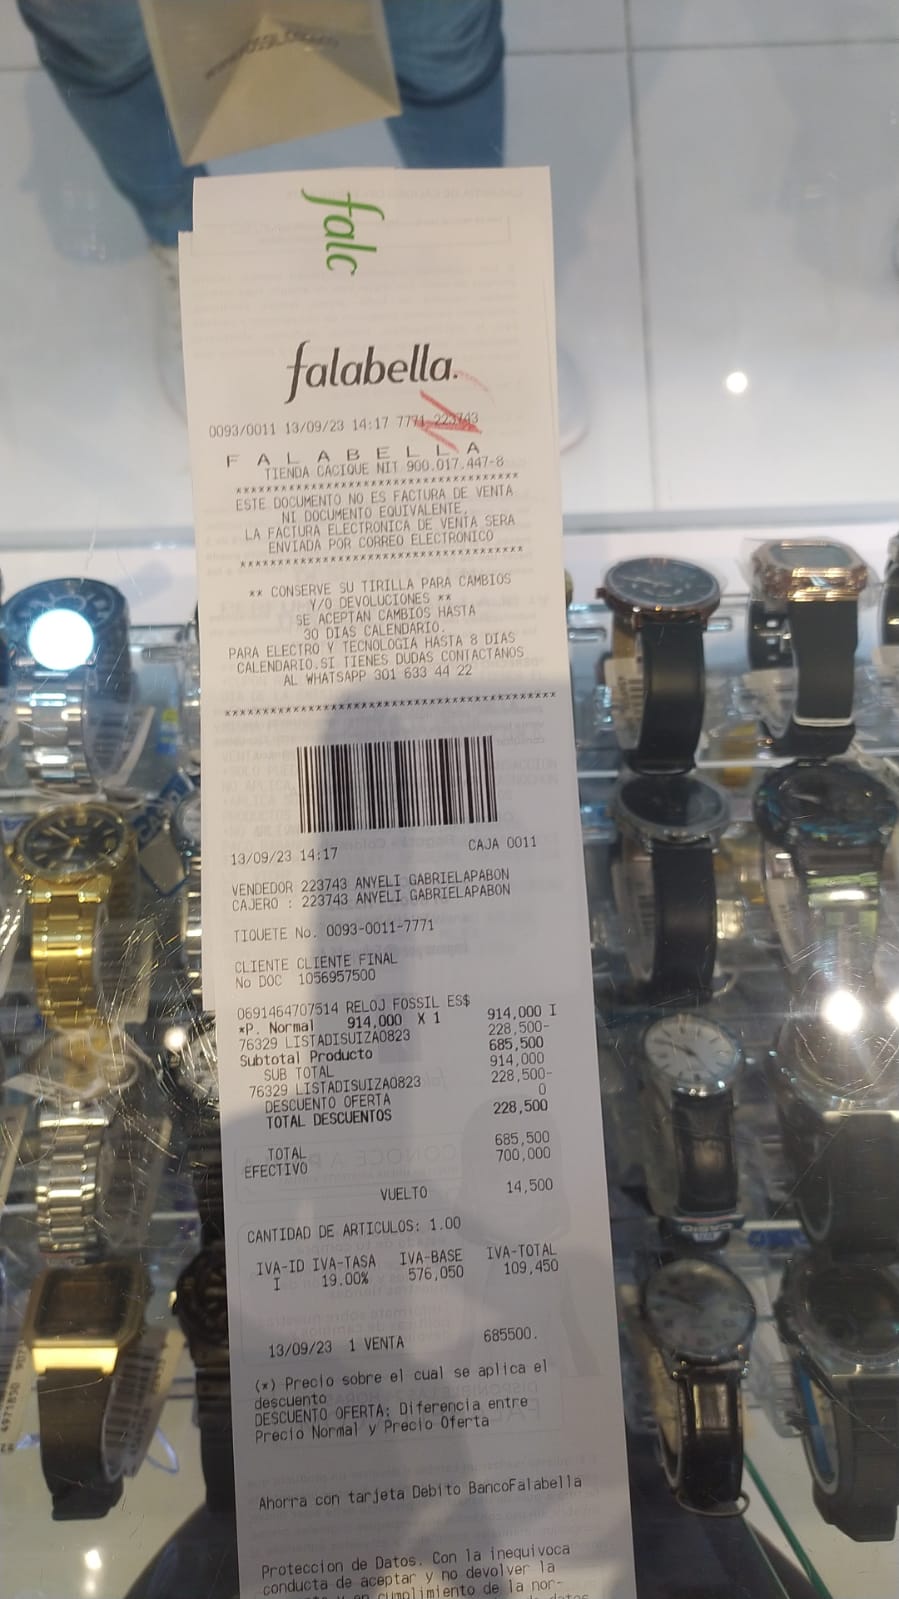 falc
falabella.
0093/0011 13/09/23 14:17 7771 223743
F A L A B E L L A
TIENDA CACIQUE NIT 900.017.447-8
****************************************
ESTE DOCUMENTO NO ES FACTURA DE VENTA
NI DOCUMENTO EQUIVALENTE.
LA FACTURA ELECTRONICA DE VENTA SERA
ENVIADA POR CORREO ELECTRONICO
****************************************
** CONSERVE SU TIRILLA PARA CAMBIOS
Y/O DEVOLUCIONES **
SE ACEPTAN CAMBIOS HASTA
30 DIAS CALENDARIO.
PARA ELECTRO Y TECNOLOGIA HASTA 8 DIAS
CALENDARIO.SI TIENES DUDAS CONTACTANOS
AL WHATSAPP 301 633 44 22
****************************************
13/09/23 14:17 CAJA 0011
VENDEDOR 223743 ANYELI GABRIELAPABON
CAJERO : 223743 ANYELI GABRIELAPABON
TIQUETE No. 0093-0011-7771
CLIENTE CLIENTE FINAL
No DOC 1056957500
0691464707514 RELOJ FOSSIL ES$
*P. Normal 914,000 X 1 914,000 I
76329 LISTADISUIZA0823 228,500-
Subtotal Producto 685,500
SUB TOTAL 914,000
76329 LISTADISUIZA0823 228,500-
DESCUENTO OFERTA 0
TOTAL DESCUENTOS 228,500
TOTAL 685,500
EFECTIVO 700,000
VUELTO 14,500
CANTIDAD DE ARTICULOS: 1.00
IVA-ID IVA-TASA IVA-BASE IVA-TOTAL
I 19.00% 576,050 109,450
13/09/23 1 VENTA 685500.
(*) Precio sobre el cual se aplica el
descuento
DESCUENTO OFERTA: Diferencia entre
Precio Normal y Precio Oferta
Ahorra con tarjeta Debito BancoFalabella
Proteccion de Datos. Con la inequivoca
conducta de aceptar y no devolver la
y en cumplimiento de la nor-
CASIO